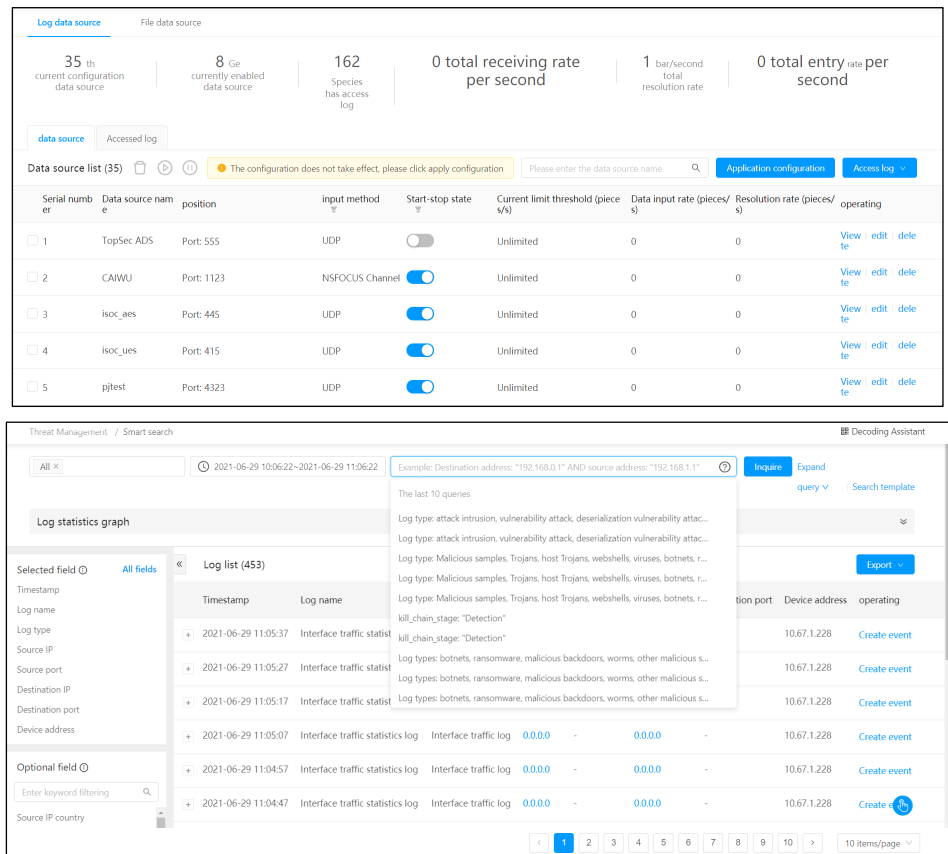 Log data source File data source
35 th 8 Ge 162 0 total receiving rate 1 bar/second 0 total entry rate per
current configuration currently enabled Species per second total second
data source data source has access resolution rate
log
data source Accessed log
Data source list (35) The configuration does not take effect, please click apply configuration Please enter the data source name Application configuration Access log
Serial numb Data source nam position input method Start-stop state Current limit threshold (piece Data input rate (pieces/ Resolution rate (pieces/ operating
er e s/s) s) s)
1 TopSec ADS Port: 555 UDP Unlimited 0 0 View edit dele
te
2 CAIWU Port: 1123 NSFOCUS Channel Unlimited 0 0 View edit dele
te
3 isoc_aes Port: 445 UDP Unlimited 0 0 View edit dele
te
4 isoc_ues Port: 415 UDP Unlimited 0 0 View edit dele
te
5 pjtest Port: 4323 UDP Unlimited 0 0 View edit dele
te
Threat Management / Smart search Decoding Assistant
All × 2021-06-29 10:06:22~2021-06-29 11:06:22 Example: Destination address: "192.168.0.1" AND source address: "192.168.1.1" Inquire Expand
query Search template
The last 10 queries
Log statistics graph
Log type: attack intrusion, vulnerability attack, deserialization vulnerability attac...
Log type: attack intrusion, vulnerability attack, deserialization vulnerability attac...
Log type: Malicious samples, Trojans, host Trojans, webshells, viruses, botnets, r...
Log type: Malicious samples, Trojans, host Trojans, webshells, viruses, botnets, r...
Log type: Malicious samples, Trojans, host Trojans, webshells, viruses, botnets, r...
kill_chain_stage: "Detection"
kill_chain_stage: "Detection"
Log types: botnets, ransomware, malicious backdoors, worms, other malicious s...
Log types: botnets, ransomware, malicious backdoors, worms, other malicious s...
Log types: botnets, ransomware, malicious backdoors, worms, other malicious s...
Selected field All fields
Timestamp
Log name
Log type
Source IP
Source port
Destination IP
Destination port
Device address
Optional field
Enter keyword filtering
Source IP country
« Log list (453) Export
Timestamp Log name tion port Device address operating
+ 2021-06-29 11:05:37 Interface traffic statist 10.67.1.228 Create event
+ 2021-06-29 11:05:27 Interface traffic statist 10.67.1.228 Create event
+ 2021-06-29 11:05:17 Interface traffic statist 10.67.1.228 Create event
+ 2021-06-29 11:05:07 Interface traffic statistics log Interface traffic log 0.0.0.0 - 0.0.0.0 - 10.67.1.228 Create event
+ 2021-06-29 11:04:57 Interface traffic statistics log Interface traffic log 0.0.0.0 - 0.0.0.0 - 10.67.1.228 Create event
+ 2021-06-29 11:04:47 Interface traffic statistics log Interface traffic log 0.0.0.0 - 0.0.0.0 - 10.67.1.228 Create e
< 1 2 3 4 5 6 7 8 9 10 > 10 items/page